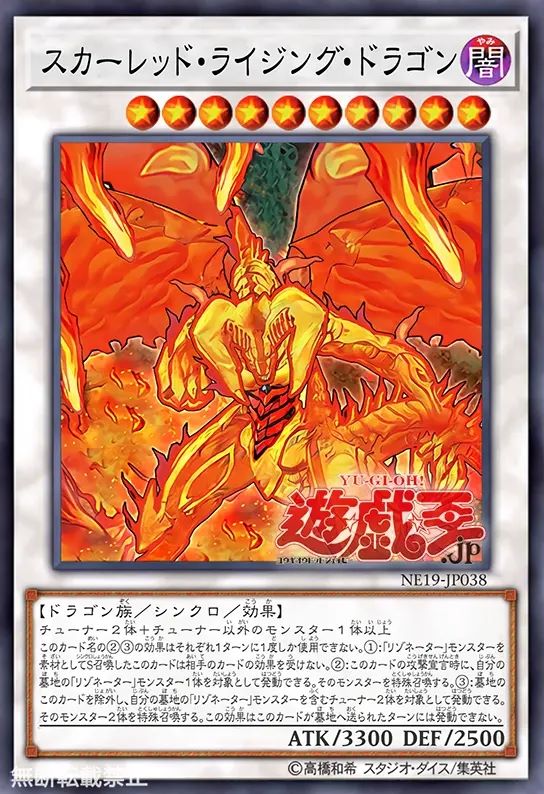 スカーレッド・ライジング・ドラゴン
闇
YU-GI-OH!
遊戯王
.jp
NE19-JP038
【ドラゴン族／シンクロ／効果】
チューナー２体＋チューナー以外のモンスター１体以上
このカード名の②③の効果はそれぞれ1ターンに1度しか使用できない。①:「リゾネーター」モンスターを
素材としてS召喚したこのカードは相手のカードの効果を受けない。②:このカードの攻撃宣言時に、自分の
墓地の「リゾネーター」モンスター1体を対象として発動できる。そのモンスターを特殊召喚する。③:墓地の
このカードを除外し、自分の墓地の「リゾネーター」モンスターを含むチューナー2体を対象として発動できる。
そのモンスター2体を特殊召喚する。この効果はこのカードが墓地へ送られたターンには発動できない。
ATK/3300 DEF/2500
無断転載禁止
©高橋和希 スタジオ・ダイス/集英社